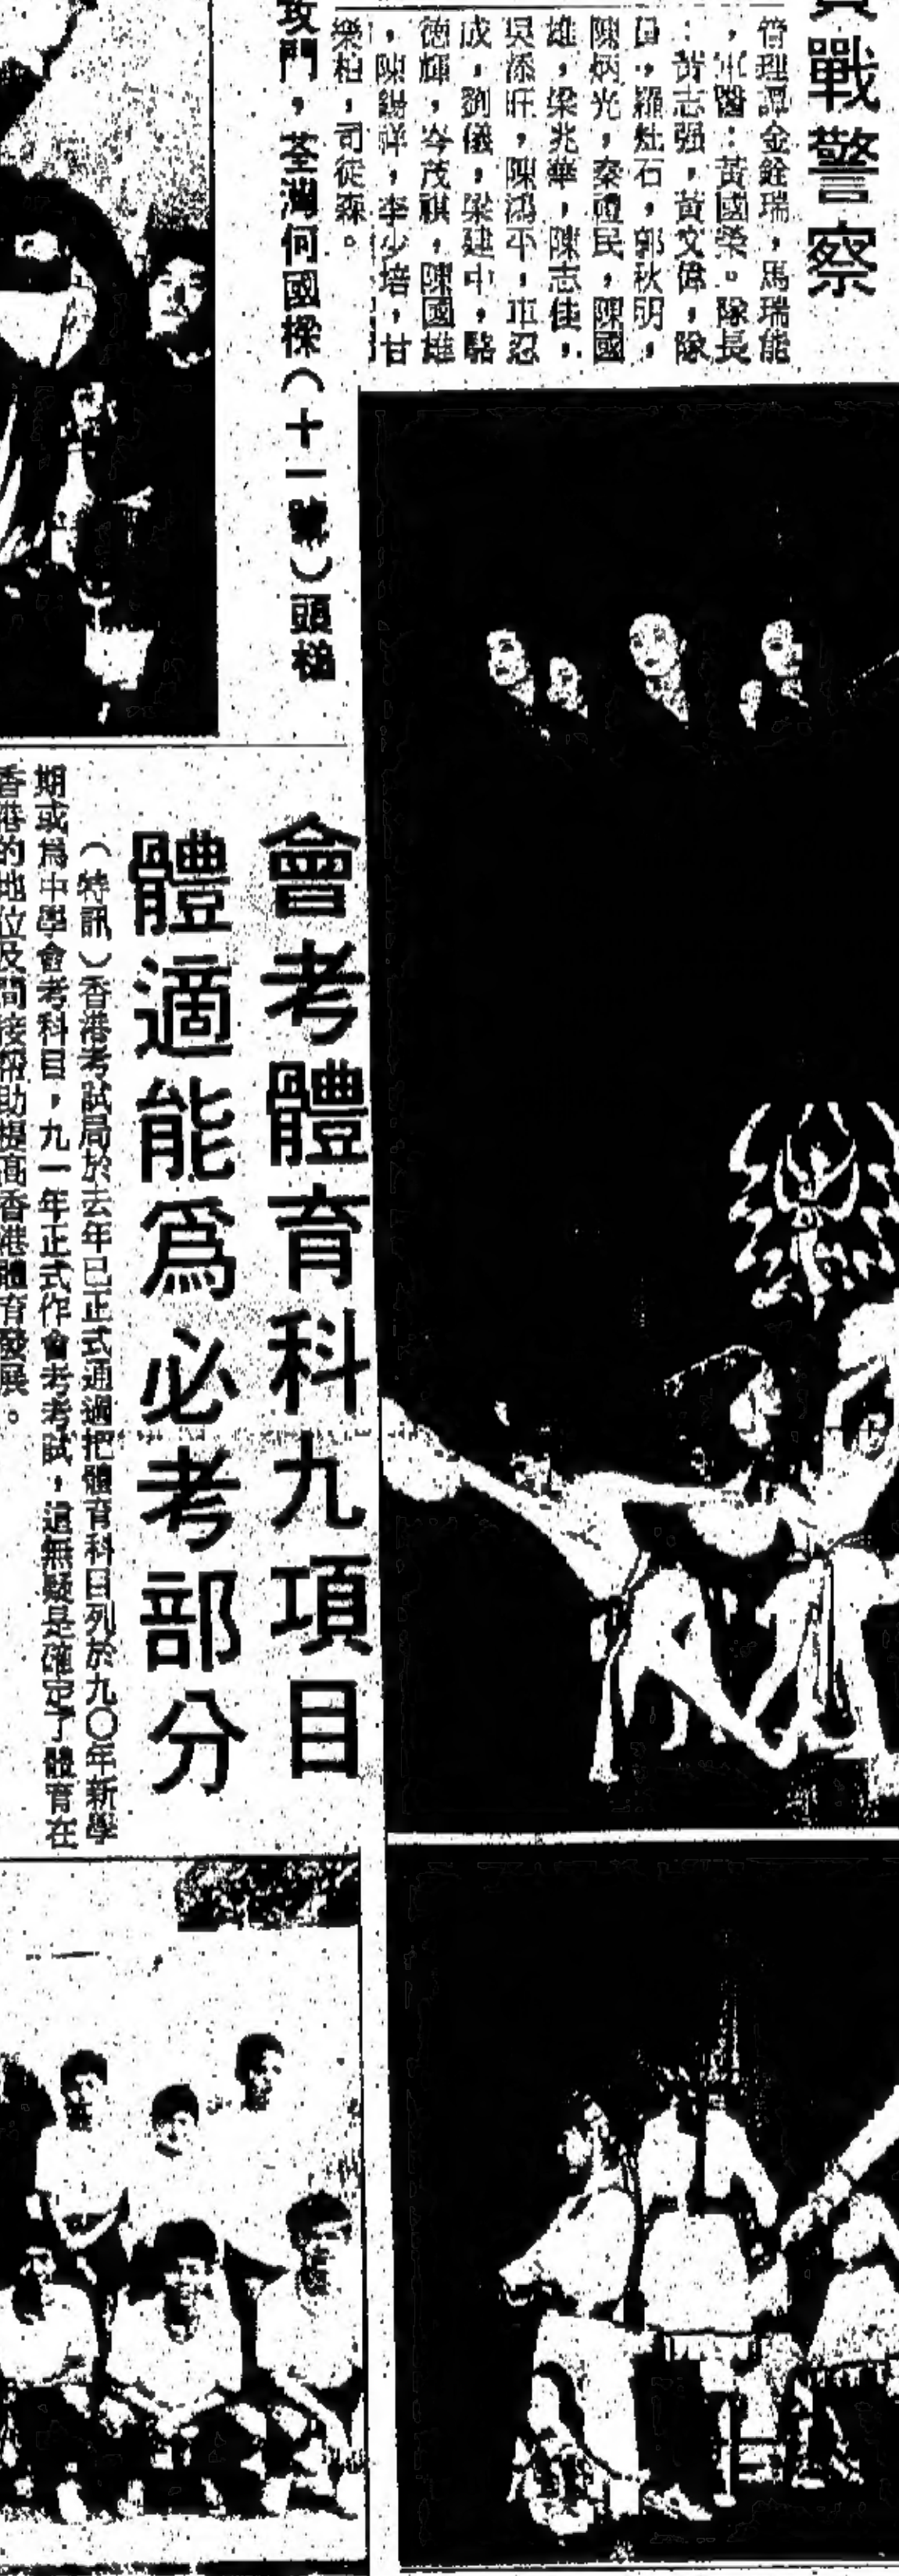 戰警察
管理譚金銓瑞，馬瑞能
，軍醫：黃國榮。隊長
：黃志强，黃文偉，隊
員，羅灶石，郭秋明，
陳炳光，秦禮民，陳國
雄，梁兆華，陳志佳，
吳添旺，陳鴻平，車忍
成，劉儀，梁建中，駱
德輝，岑茂祺，陳國雄
，陳錫祥，李少培，甘
樂柏，司徒森。
攻門，荃灣何國樑（十一號）頭槌
會考體育科九項目
體適能爲必考部分
（特訊）香港考試局於去年已正式通過把體育科目列於九〇年新學
期或爲中學會考科目，九一年正式作會考考試，這無疑是確定了體育在
香港的地位及間接幫助提高香港體育發展。